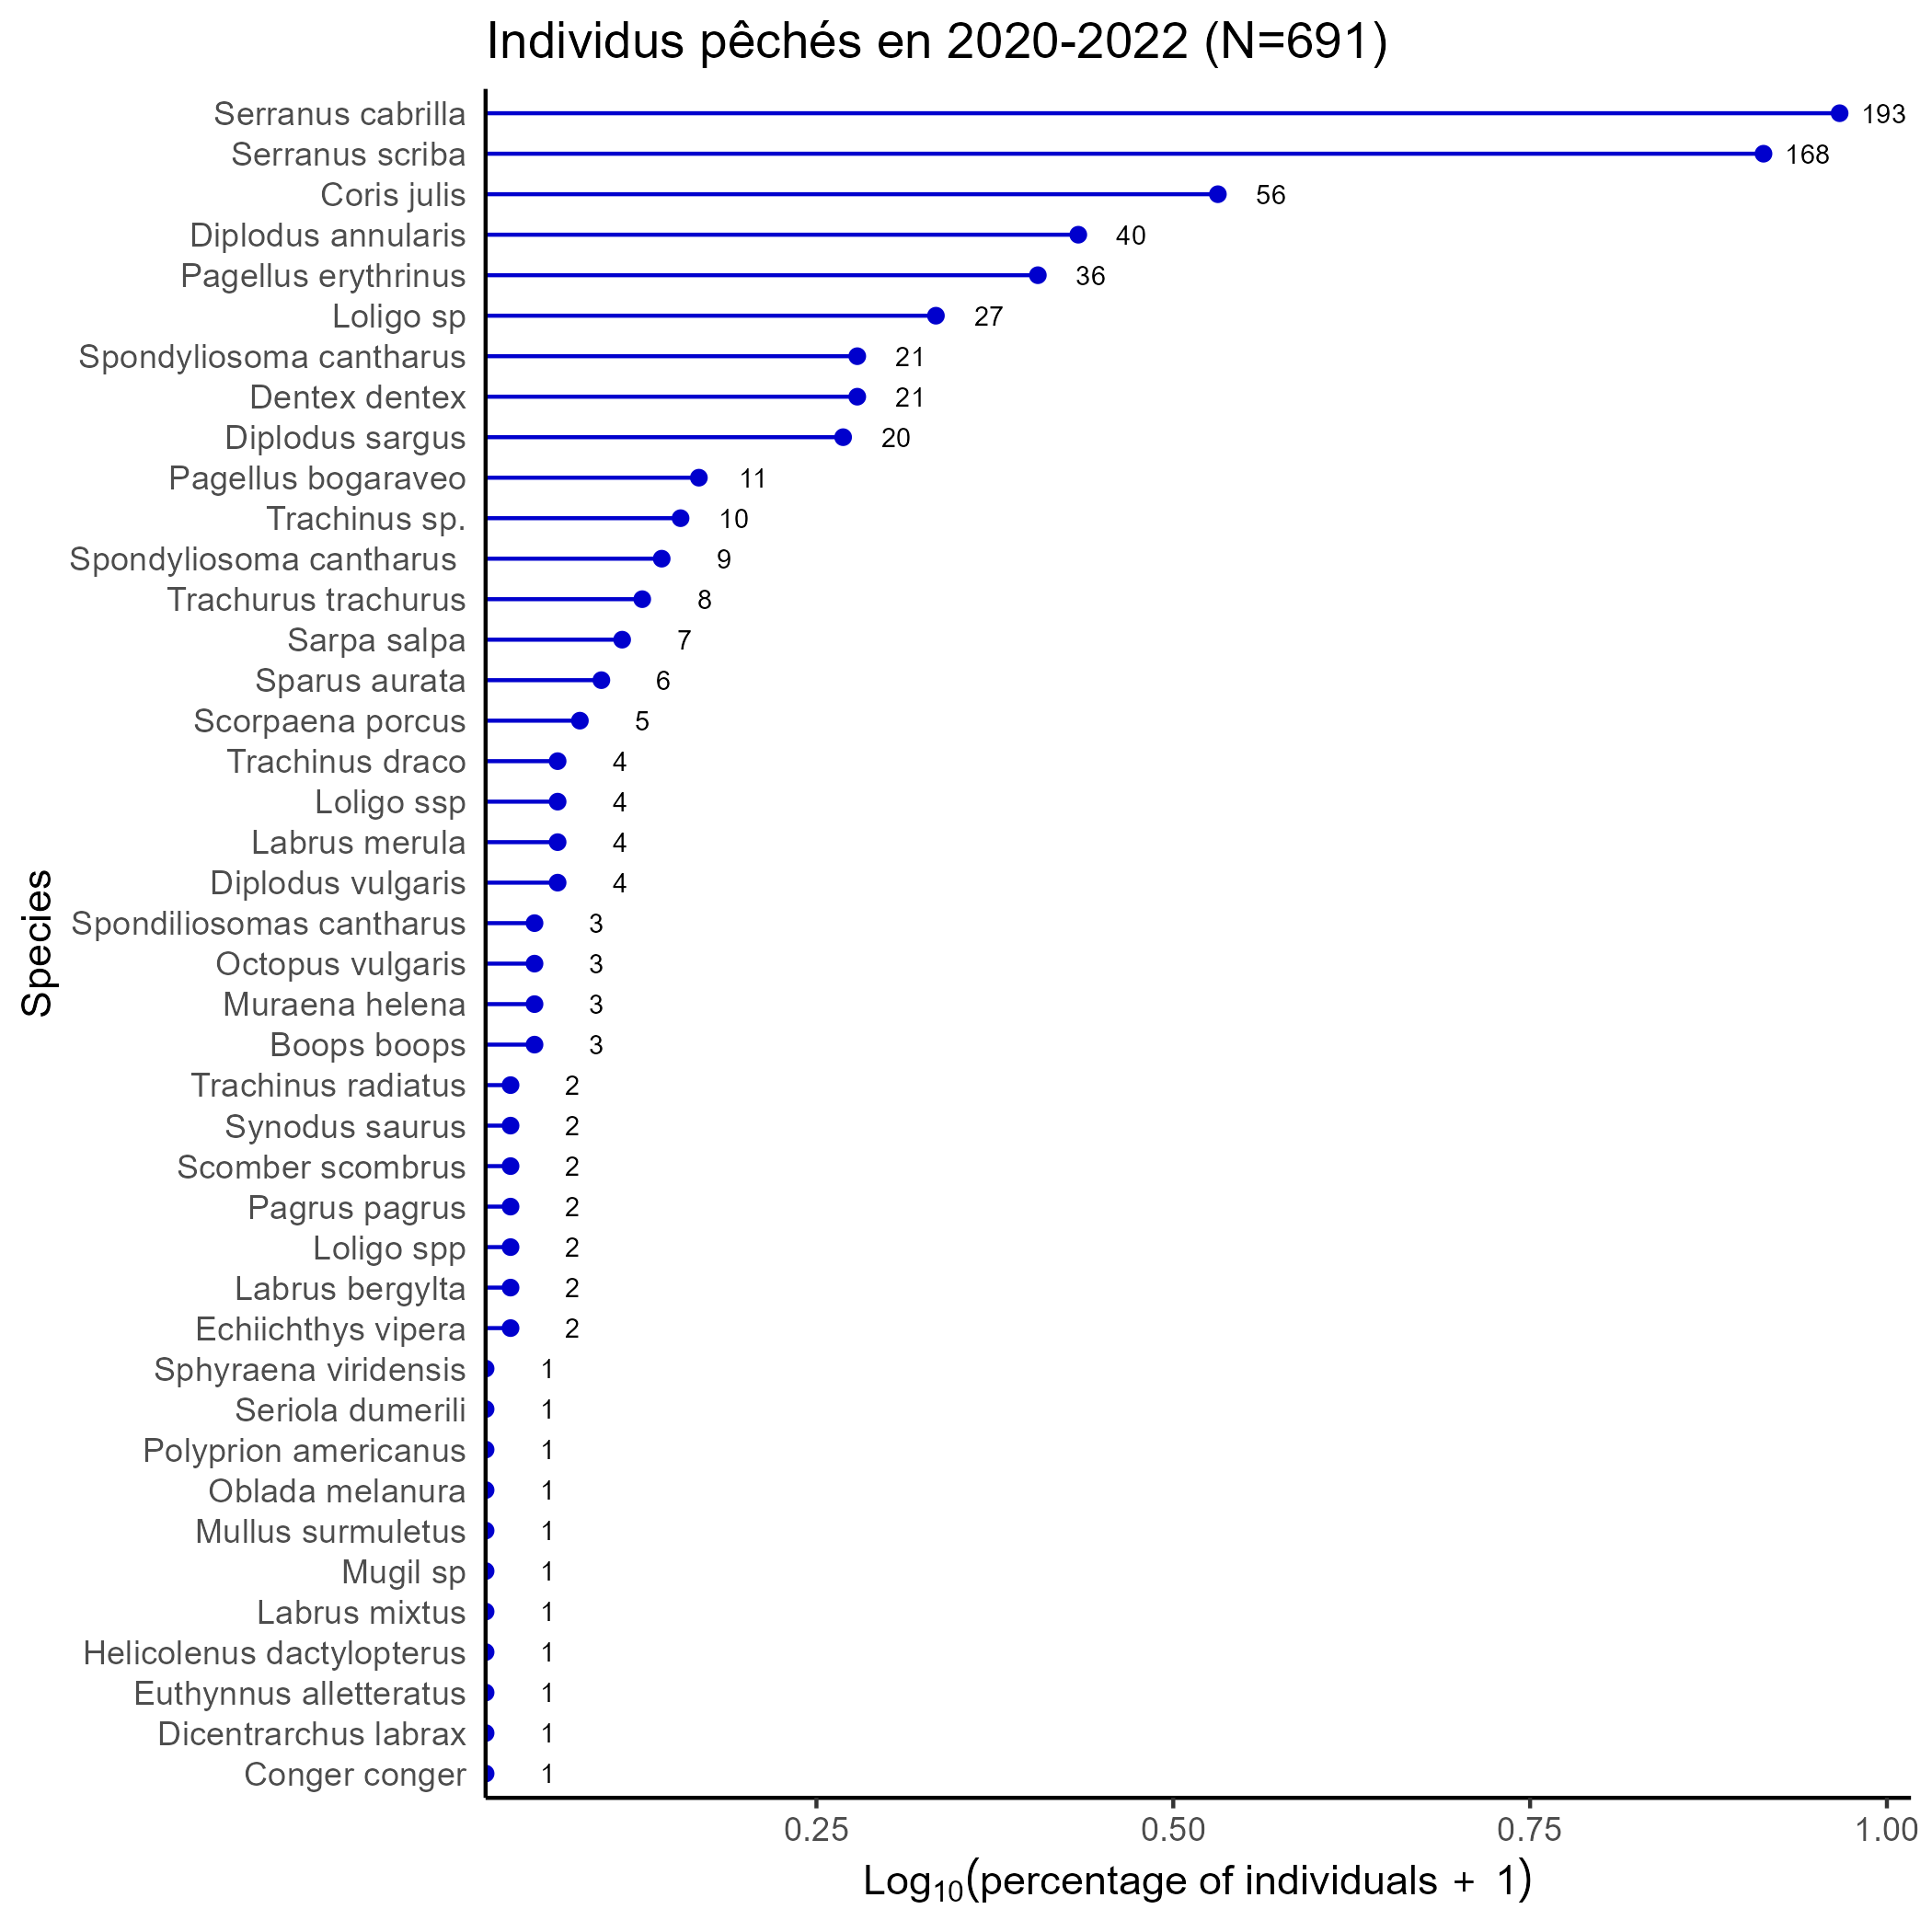 Individus pêchés en 2020-2022 (N=691)
Serranus cabrilla 193
Serranus scriba 168
Coris julis 56
Diplodus annularis 40
Pagellus erythrinus 36
Loligo sp 27
Spondyliosoma cantharus 21
Dentex dentex 21
Diplodus sargus 20
Pagellus bogaraveo 11
Trachinus sp. 10
Spondyliosoma cantharus 9
Trachurus trachurus 8
Sarpa salpa 7
Sparus aurata 6
Scorpaena porcus 5
Trachinus draco 4
Loligo ssp 4
Labrus merula 4
Diplodus vulgaris 4
Spondiliosomas cantharus 3
Octopus vulgaris 3
Muraena helena 3
Boops boops 3
Trachinus radiatus 2
Synodus saurus 2
Scomber scombrus 2
Pagrus pagrus 2
Loligo spp 2
Labrus bergylta 2
Echiichthys vipera 2
Sphyraena viridensis 1
Seriola dumerili 1
Polyprion americanus 1
Oblada melanura 1
Mullus surmuletus 1
Mugil sp 1
Labrus mixtus 1
Helicolenus dactylopterus 1
Euthynnus alletteratus 1
Dicentrarchus labrax 1
Conger conger 1
Species
0.25 0.50 0.75 1.00
Log₁₀(percentage of individuals + 1)